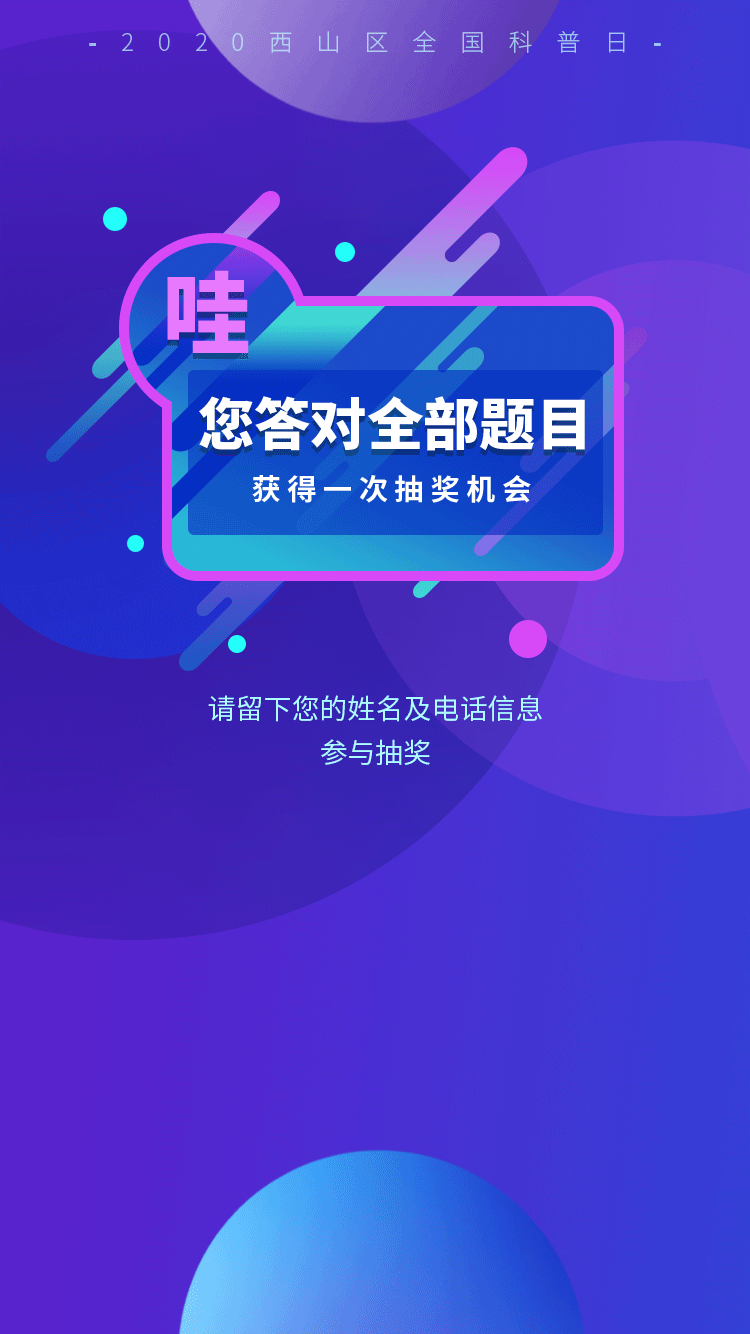 - 2020西山区全国科普日 -
哇
您答对全部题目
获得一次抽奖机会
请留下您的姓名及电话信息
参与抽奖